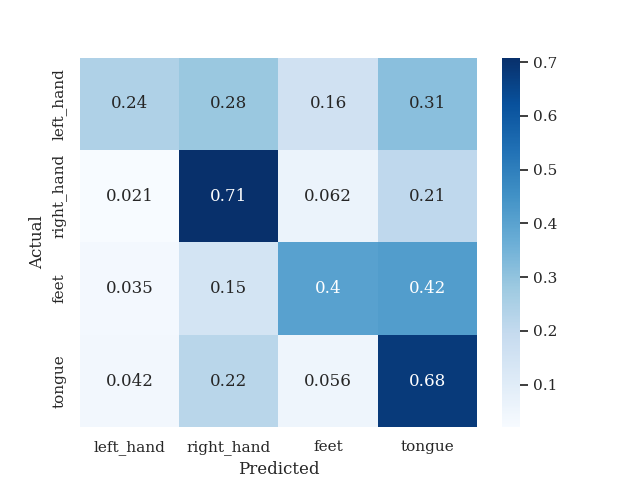 left_hand 0.24 0.28 0.16 0.31
right_hand 0.021 0.71 0.062 0.21
feet 0.035 0.15 0.4 0.42
tongue 0.042 0.22 0.056 0.68
left_hand right_hand feet tongue
Predicted
Actual
0.7
0.6
0.5
0.4
0.3
0.2
0.1